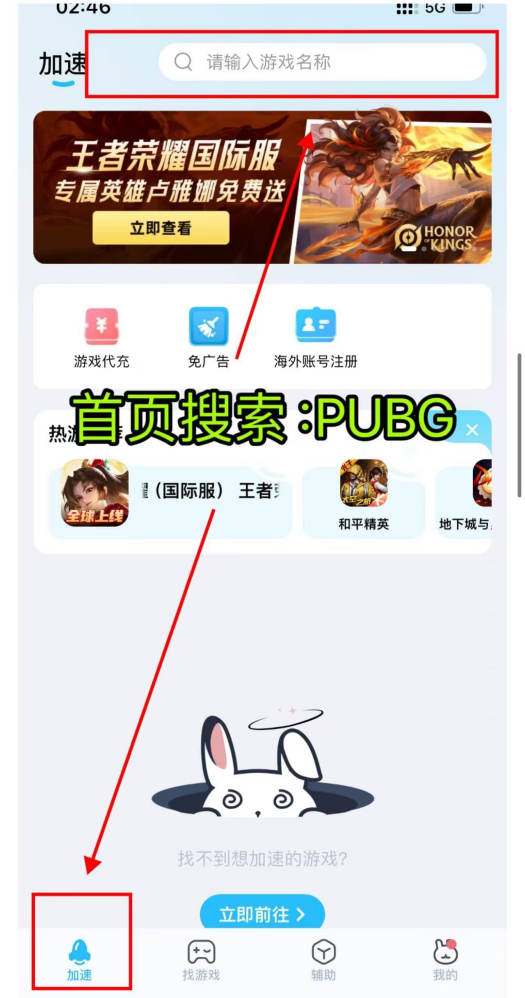 02:46
5G
加速
请输入游戏名称
王者荣耀国际服
专属英雄卢雅娜免费送
立即查看
HONOR
OF
KINGS
游戏代充
免广告
海外账号注册
首页搜索:PUBG
热游
全球上线
(国际服) 王者
和平精英
地下城与
找不到想加速的游戏?
立即前往 >
加速
找游戏
辅助
我的